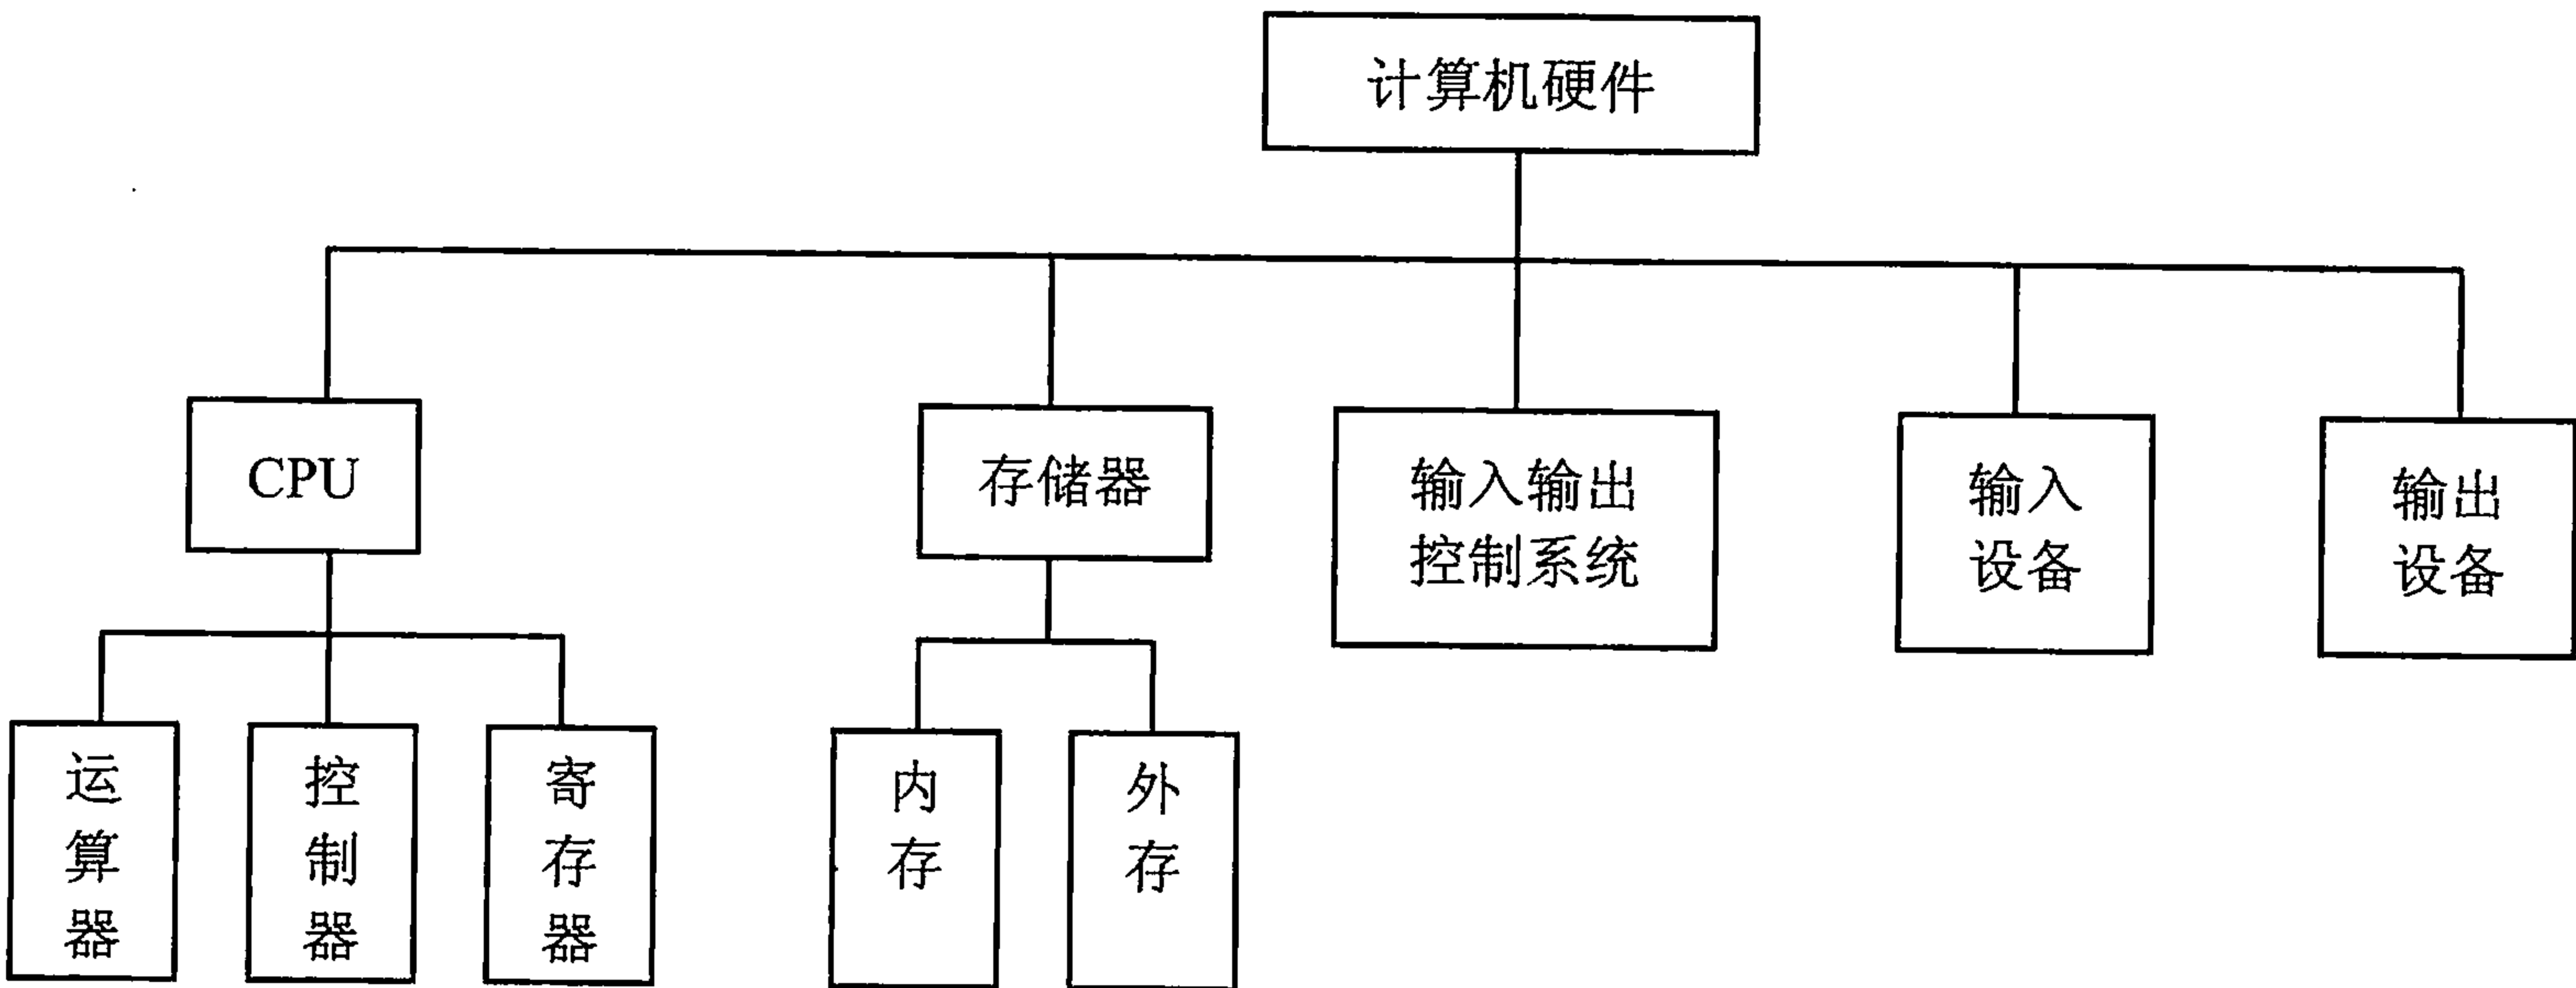 计算机硬件
CPU
存储器
输入输出
控制系统
输入
设备
输出
设备
运算器
控制器
寄存器
内存
外存